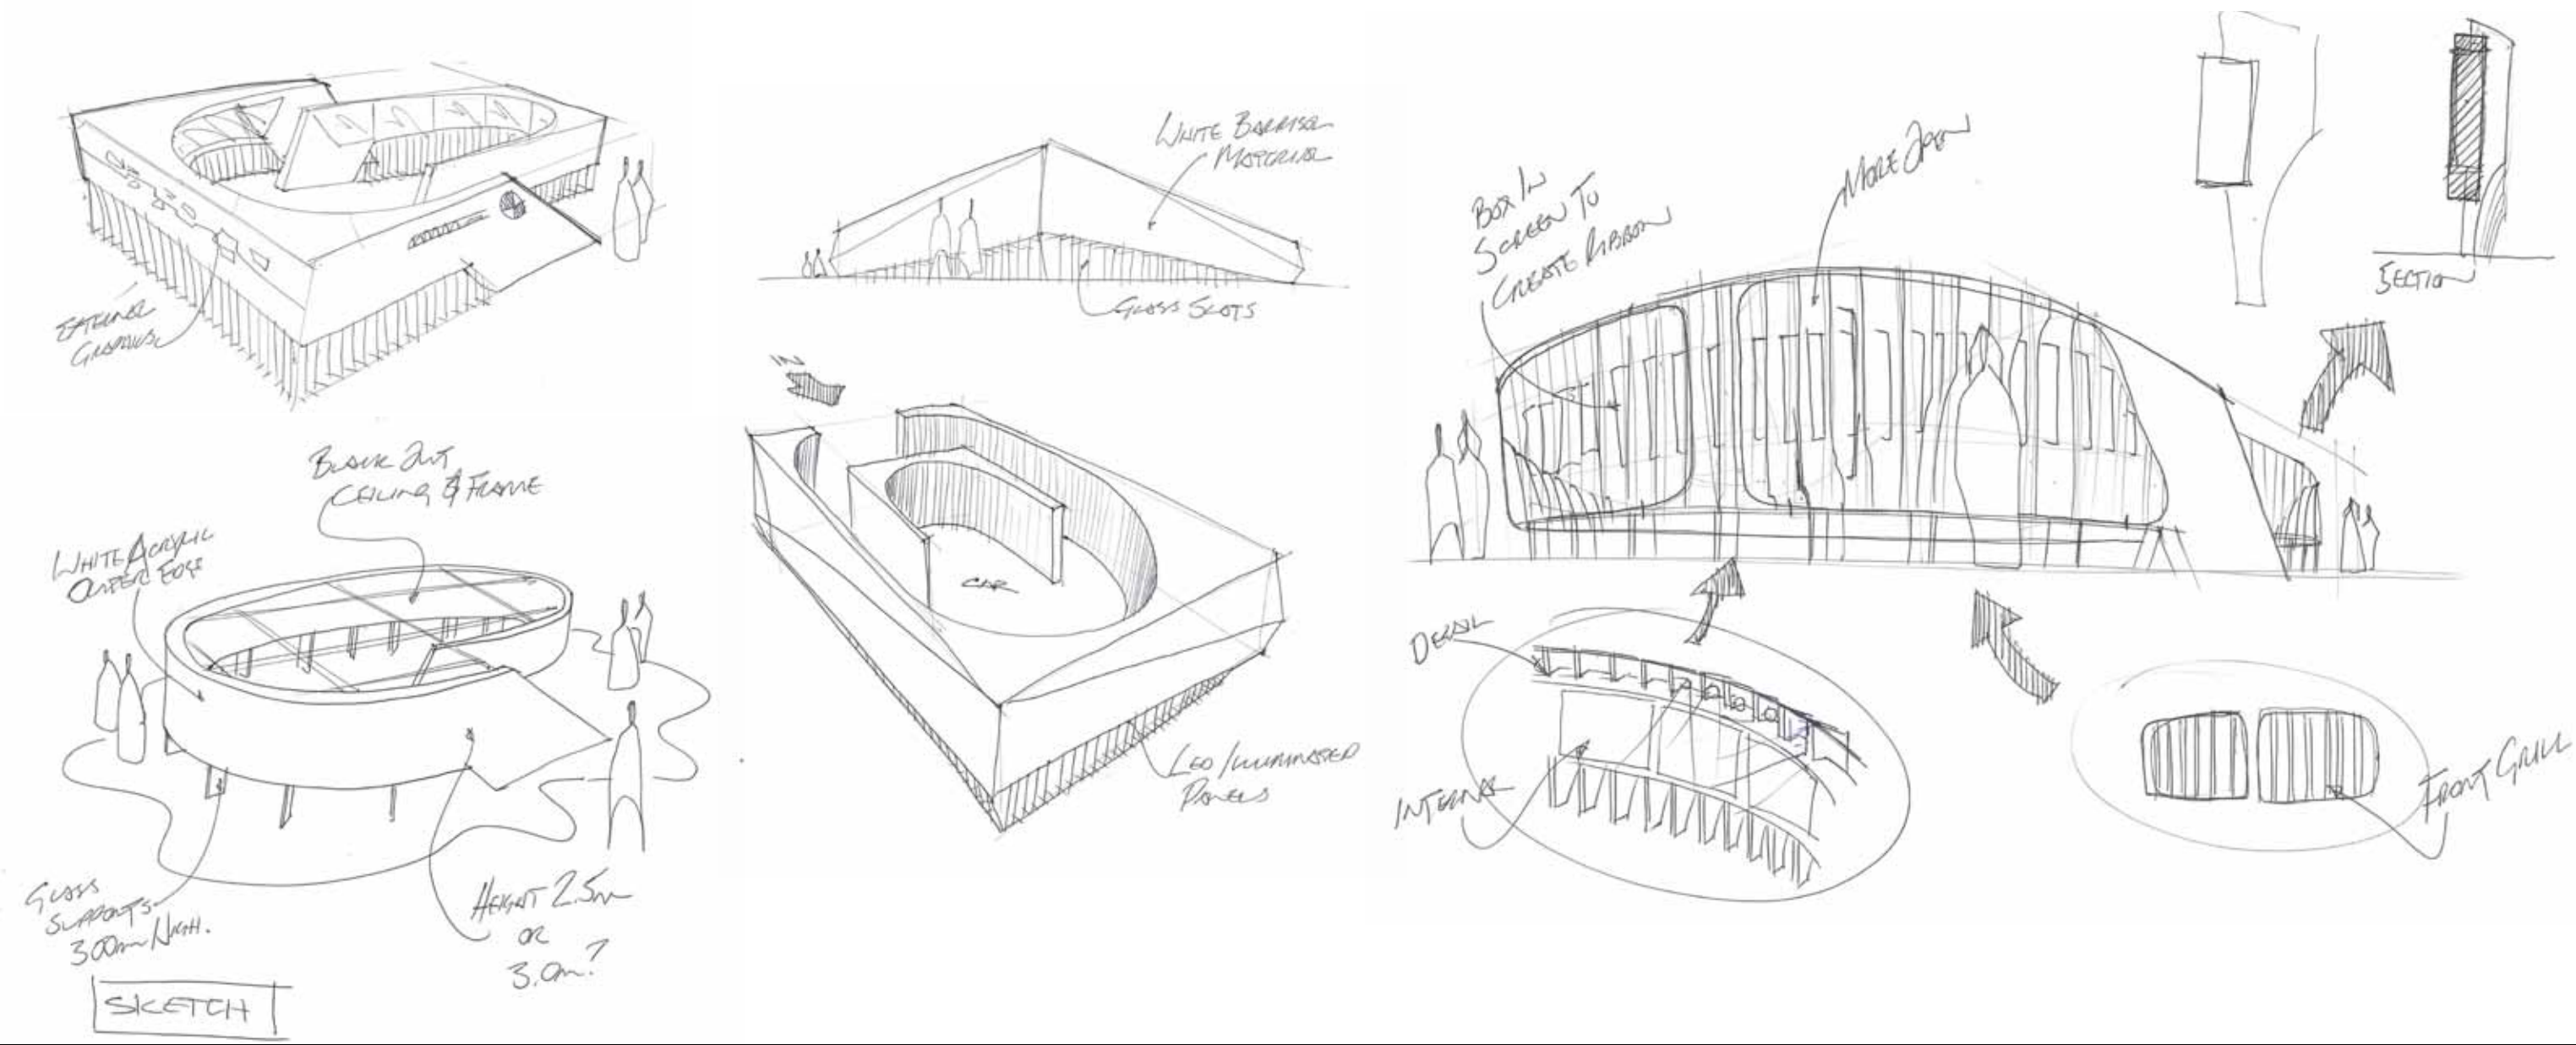 EXTERNAL
GRAPHICS
BLACK OUT
CEILING & FRAME
WHITE ACRYLIC
OUTER EDGE
GLASS
SUPPORTS
300mm HIGH.
HEIGHT 2.5m
OR
3.0m?
SKETCH
WHITE BARRISOL
MATERIAL
GLASS SLOTS
IN
CAR
LED ILLUMINATED
PANELS
BOX IN
SCREEN TO
CREATE RIBBON
MORE OPEN
SECTION
DETAIL
INTERNAL
FRONT GRILL